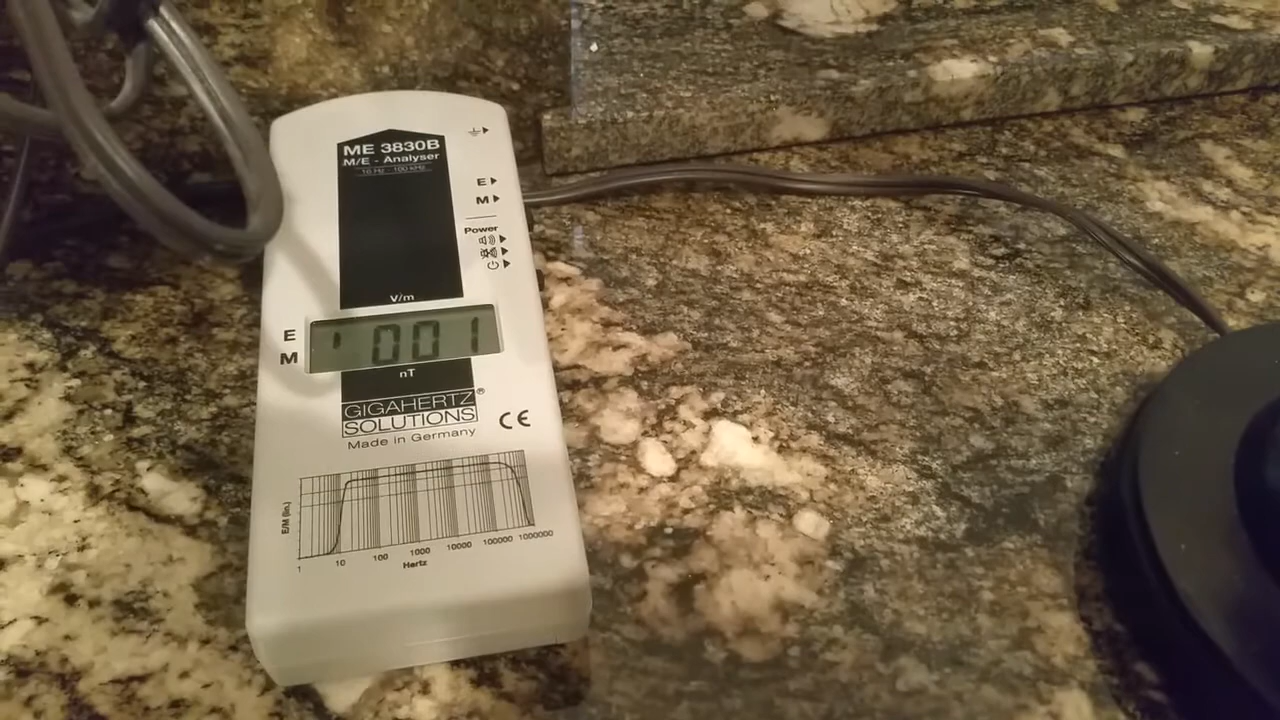 ME 3830B
M/E - Analyser
16 Hz - 100 kHz
E
M
Power
V/m
E
M
' 001
nT
GIGAHERTZ®
SOLUTIONS
Made in Germany
CE
E/M (lin.)
1 10 100 1000 10000 100000 1000000
Hertz